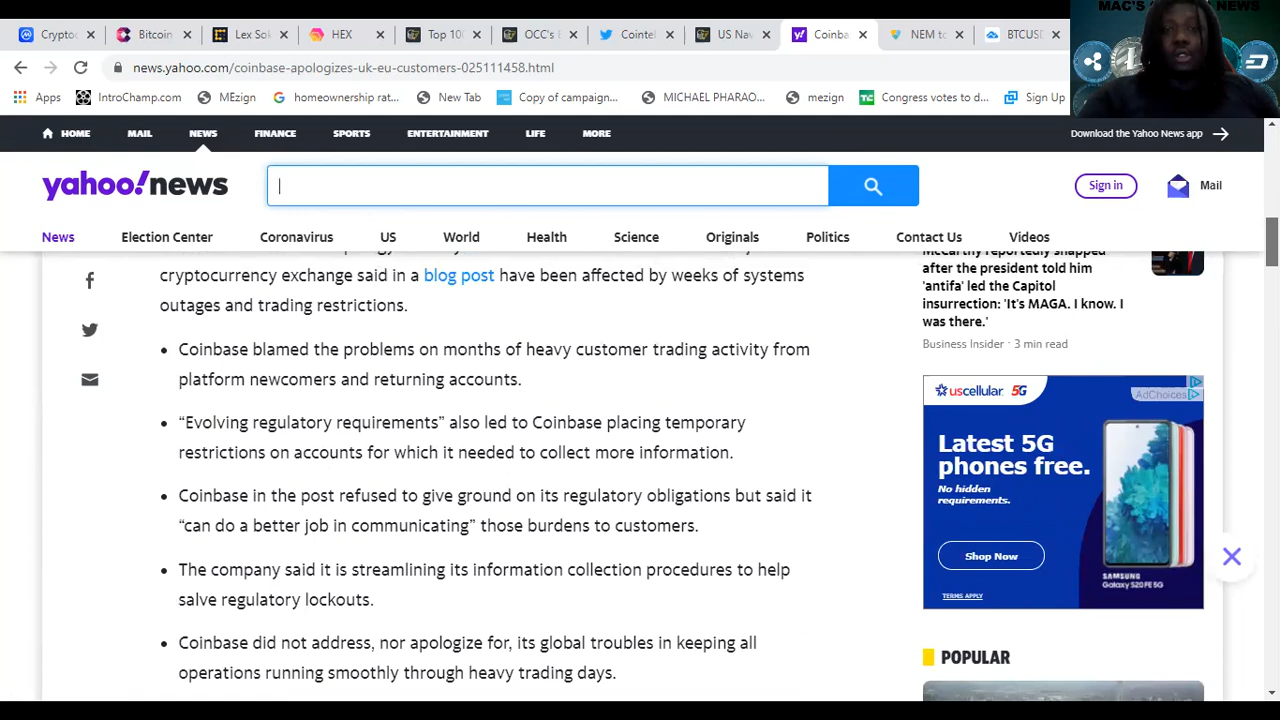 MAC'S NEWS
Cryptoc
Bitcoin
Lex Sok
HEX
Top 100
OCC's B
Cointel
US Nav
Coinba
NEM to
BTCUSD
news.yahoo.com/coinbase-apologizes-uk-eu-customers-025111458.html
Apps
IntroChamp.com
MEzign
homeownership rat...
New Tab
Copy of campaign...
MICHAEL PHARAO...
mezign
Congress votes to d...
Sign Up
HOME
MAIL
NEWS
FINANCE
SPORTS
ENTERTAINMENT
LIFE
MORE
Download the Yahoo News app
yahoo!news
Sign in
Mail
News
Election Center
Coronavirus
US
World
Health
Science
Originals
Politics
Contact Us
Videos
cryptocurrency exchange said in a blog post have been affected by weeks of systems
outages and trading restrictions.
• Coinbase blamed the problems on months of heavy customer trading activity from
platform newcomers and returning accounts.
• “Evolving regulatory requirements” also led to Coinbase placing temporary
restrictions on accounts for which it needed to collect more information.
• Coinbase in the post refused to give ground on its regulatory obligations but said it
“can do a better job in communicating” those burdens to customers.
• The company said it is streamlining its information collection procedures to help
salve regulatory lockouts.
• Coinbase did not address, nor apologize for, its global troubles in keeping all
operations running smoothly through heavy trading days.
McCarthy reportedly snapped
after the president told him
'antifa' led the Capitol
insurrection: 'It's MAGA. I know. I
was there.'
Business Insider · 3 min read
uscellular 5G
AdChoices
Latest 5G
phones free.
No hidden
requirements.
Shop Now
TERMS APPLY
SAMSUNG
Galaxy S20 FE 5G
POPULAR